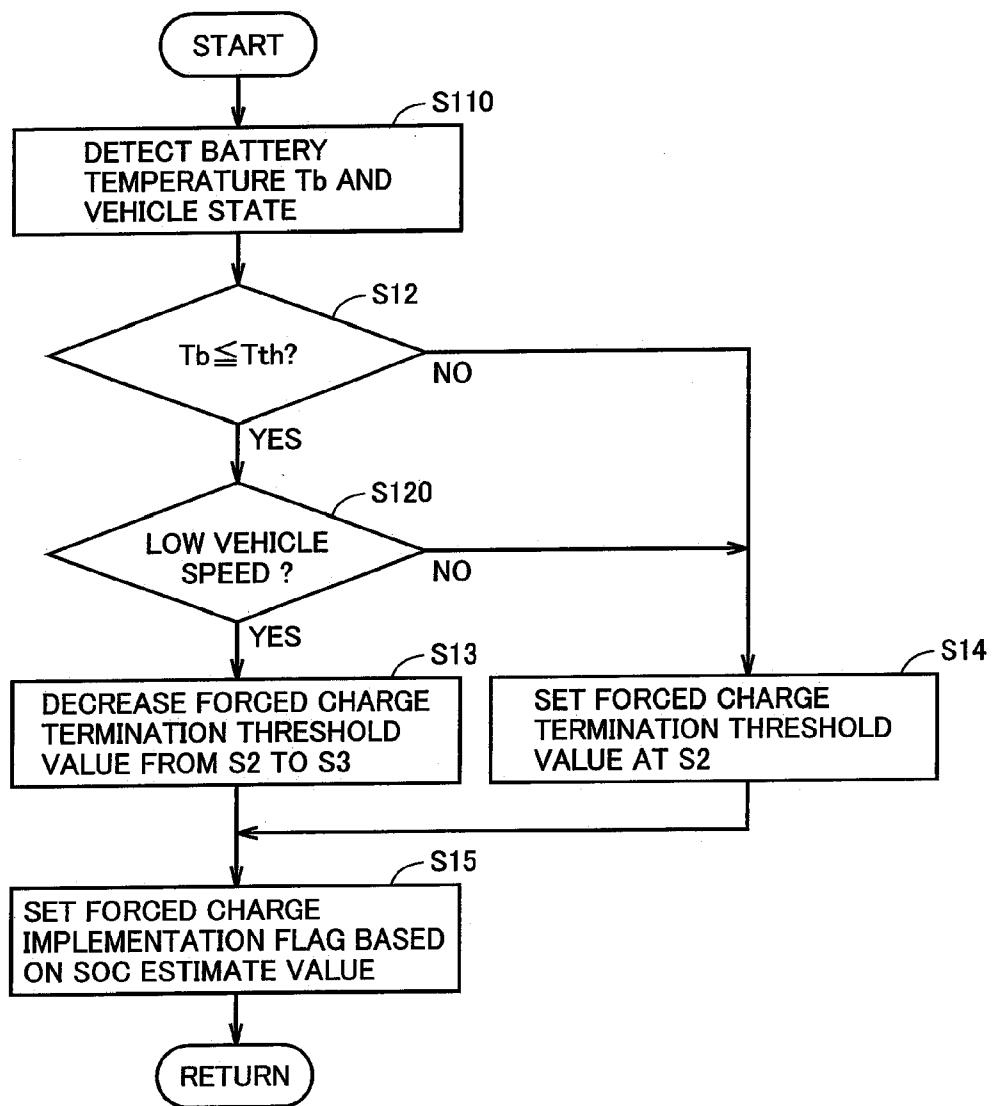 START
S110
DETECT BATTERY
TEMPERATURE Tb AND
VEHICLE STATE
S12
Tb≦Tth?
NO
YES
S120
LOW VEHICLE
SPEED ?
NO
YES
S13
DECREASE FORCED CHARGE
TERMINATION THRESHOLD
VALUE FROM S2 TO S3
S14
SET FORCED CHARGE
TERMINATION THRESHOLD
VALUE AT S2
S15
SET FORCED CHARGE
IMPLEMENTATION FLAG BASED
ON SOC ESTIMATE VALUE
RETURN